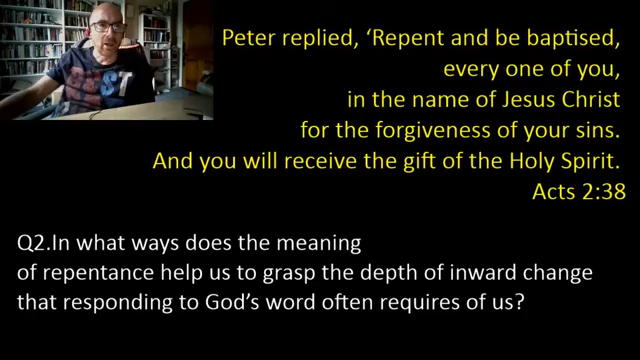 Peter replied, ‘Repent and be baptised,
every one of you,
in the name of Jesus Christ
for the forgiveness of your sins.
And you will receive the gift of the Holy Spirit.
Acts 2:38
Q2.In what ways does the meaning
of repentance help us to grasp the depth of inward change
that responding to God’s word often requires of us?